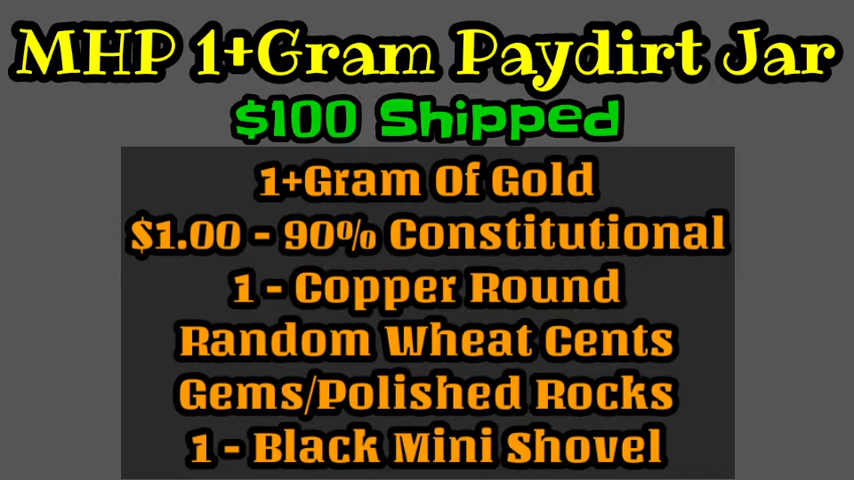 MHP 1+Gram Paydirt Jar
$100 Shipped
1+Gram Of Gold
$1.00 - 90% Constitutional
1 - Copper Round
Random Wheat Cents
Gems/Polished Rocks
1 - Black Mini Shovel